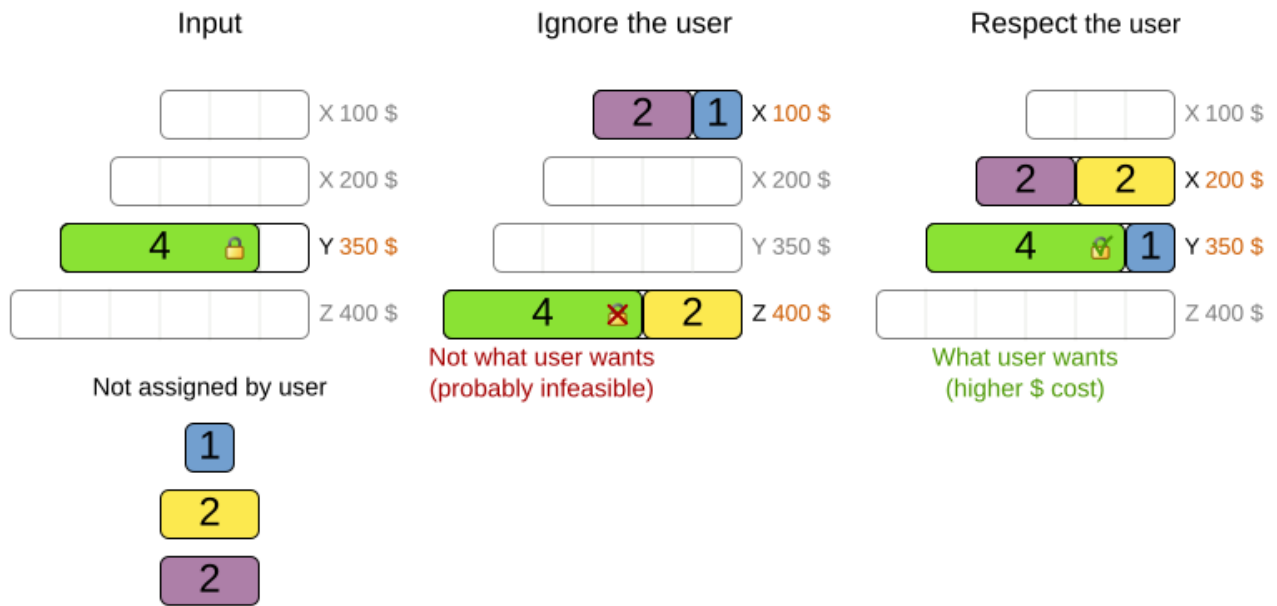 Input
X 100 $
X 200 $
4 Y 350 $
Z 400 $
Not assigned by user
1
2
2
Ignore the user
2 1 X 100 $
X 200 $
Y 350 $
4 2 Z 400 $
Not what user wants
(probably infeasible)
Respect the user
X 100 $
2 2 X 200 $
4 1 Y 350 $
Z 400 $
What user wants
(higher $ cost)